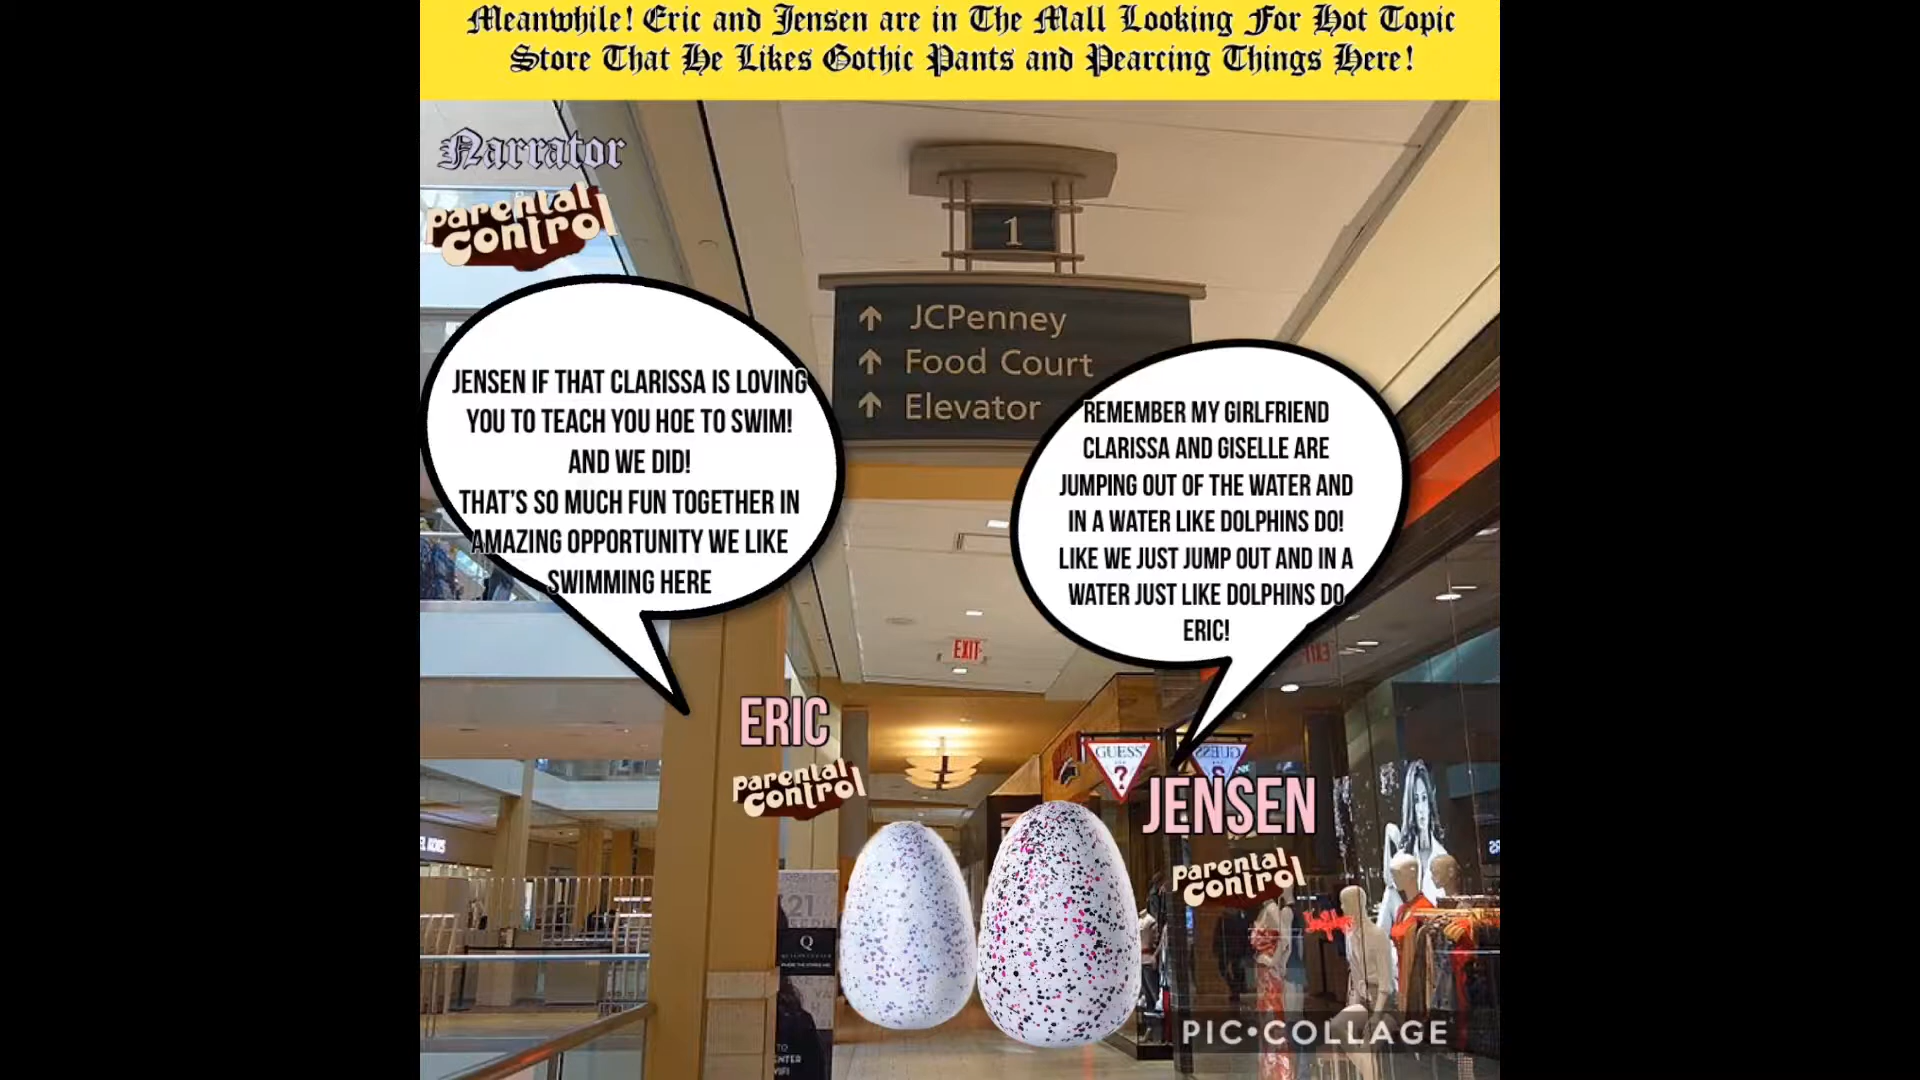 Meanwhile! Eric and Jensen are in The Mall Looking For Hot Topic
Store That He Likes Gothic Pants and Pearcing Things Here!
Narrator
parental
control
1
JCPenney
Food Court
Elevator
JENSEN IF THAT CLARISSA IS LOVING
YOU TO TEACH YOU HOE TO SWIM!
AND WE DID!
THAT'S SO MUCH FUN TOGETHER IN
AMAZING OPPORTUNITY WE LIKE
SWIMMING HERE
REMEMBER MY GIRLFRIEND
CLARISSA AND GISELLE ARE
JUMPING OUT OF THE WATER AND
IN A WATER LIKE DOLPHINS DO!
LIKE WE JUST JUMP OUT AND IN A
WATER JUST LIKE DOLPHINS DO
ERIC!
EXIT
EXIT
ERIC
parental
control
GUESS
?
GUESS
JENSEN
parental
control
21
Q
PIC•COLLAGE